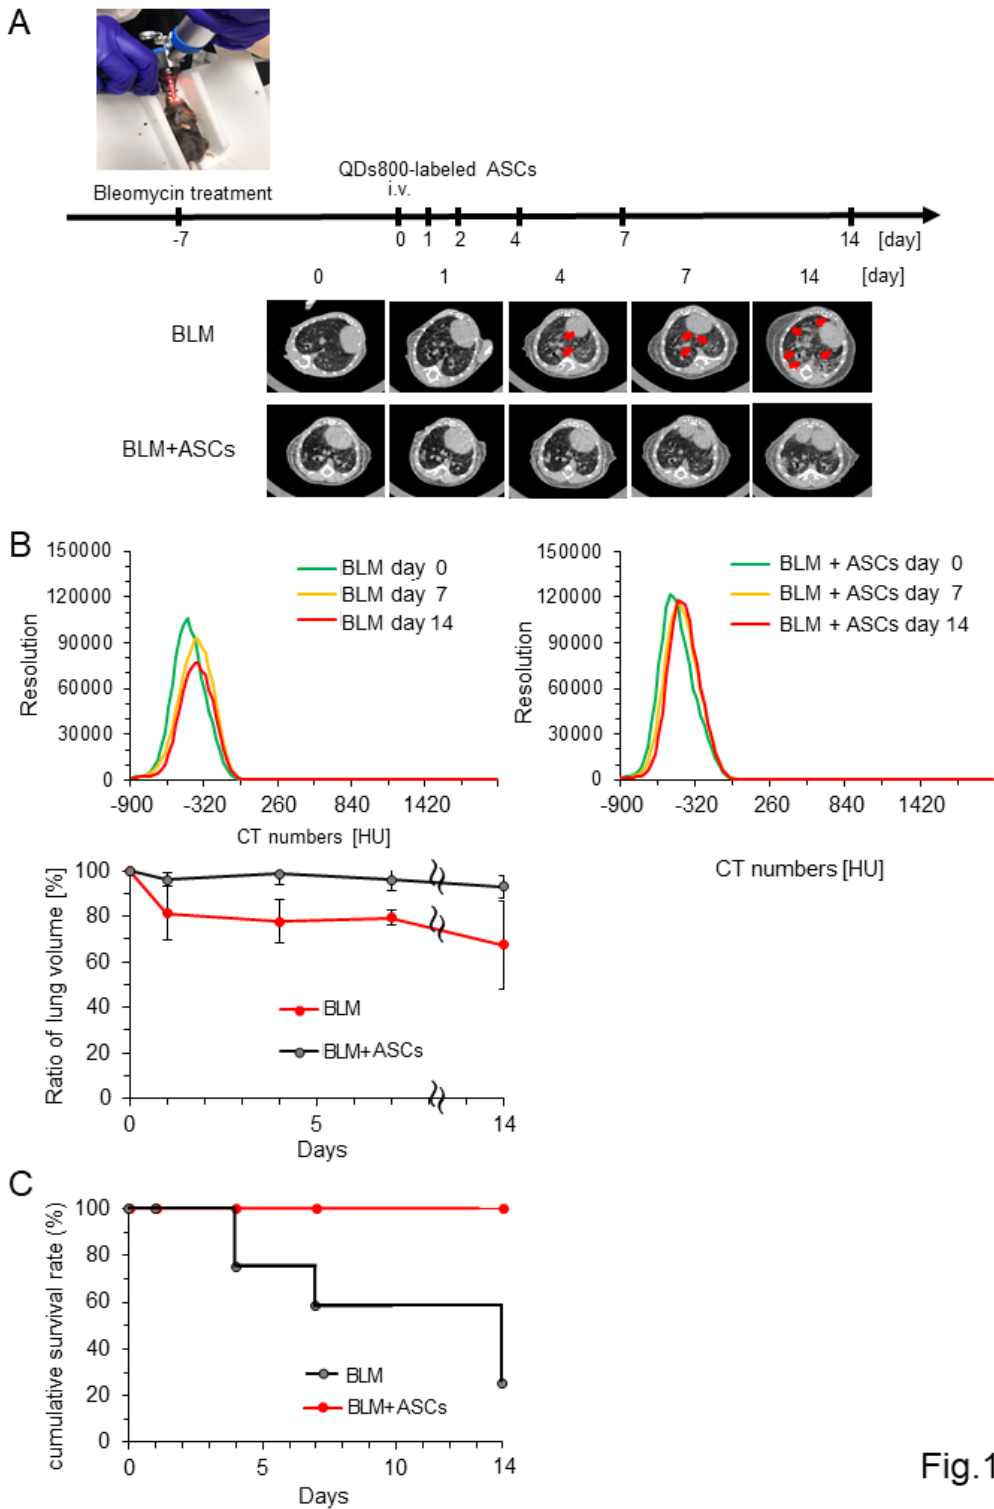 A
QDs800-labeled ASCs
Bleomycin treatment
i.v.
-7 0 1 2 4 7 14 [day]
0 1 4 7 14 [day]
BLM
BLM+ASCs
B
150000
120000
90000
60000
30000
0
Resolution
BLM day 0
BLM day 7
BLM day 14
-900 -320 260 840 1420
CT numbers [HU]
150000
120000
90000
60000
30000
0
Resolution
BLM + ASCs day 0
BLM + ASCs day 7
BLM + ASCs day 14
-900 -320 260 840 1420
CT numbers [HU]
100
80
60
40
20
0
Ratio of lung volume [%]
BLM
BLM+ASCs
0 5 14
Days
C
100
80
60
40
20
0
cumulative survival rate (%)
BLM
BLM+ASCs
0 5 14
Days
Fig.1